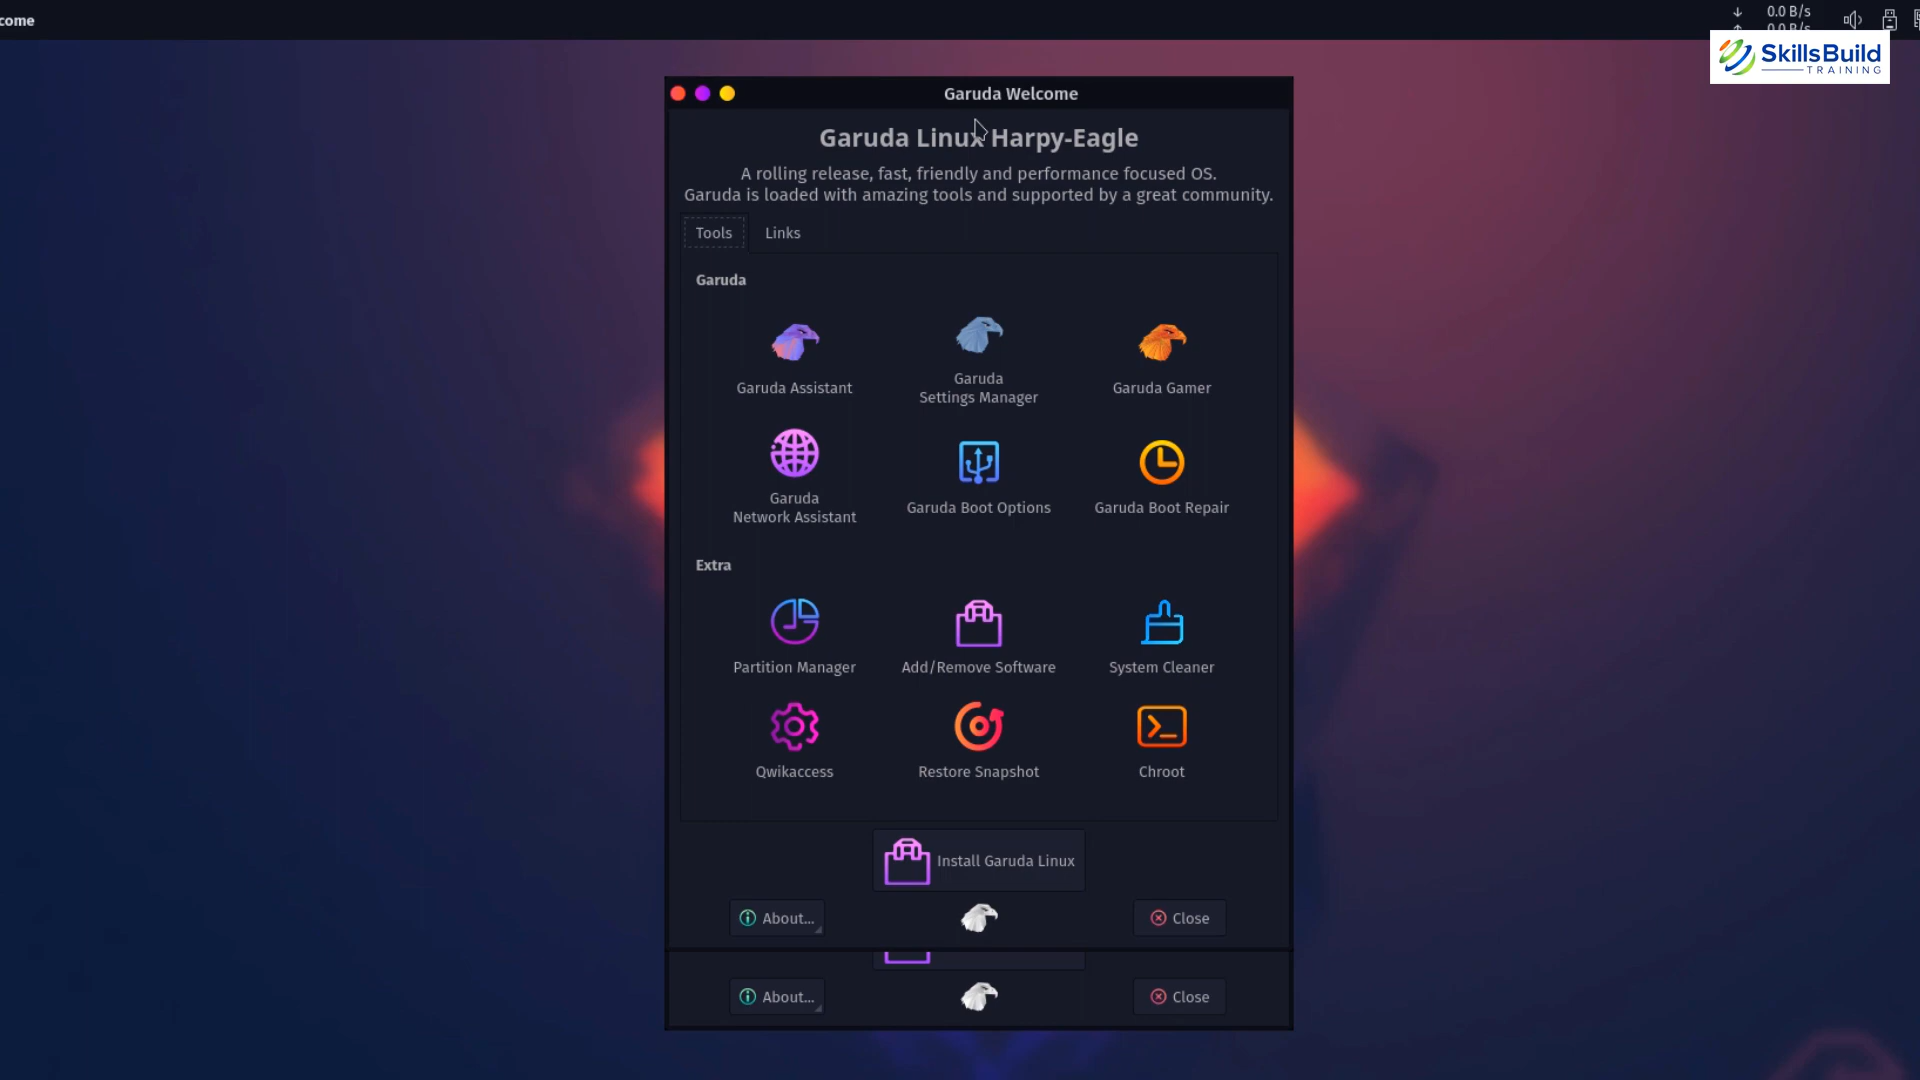 come
0.0 B/s
0.0 B/s
SkillsBuild
TRAINING
Garuda Welcome
Garuda Linux Harpy-Eagle
A rolling release, fast, friendly and performance focused OS.
Garuda is loaded with amazing tools and supported by a great community.
Tools
Links
Garuda
Garuda Assistant
Garuda
Settings Manager
Garuda Gamer
Garuda
Network Assistant
Garuda Boot Options
Garuda Boot Repair
Extra
Partition Manager
Add/Remove Software
System Cleaner
Qwikaccess
Restore Snapshot
Chroot
Install Garuda Linux
About...
Close
About...
Close